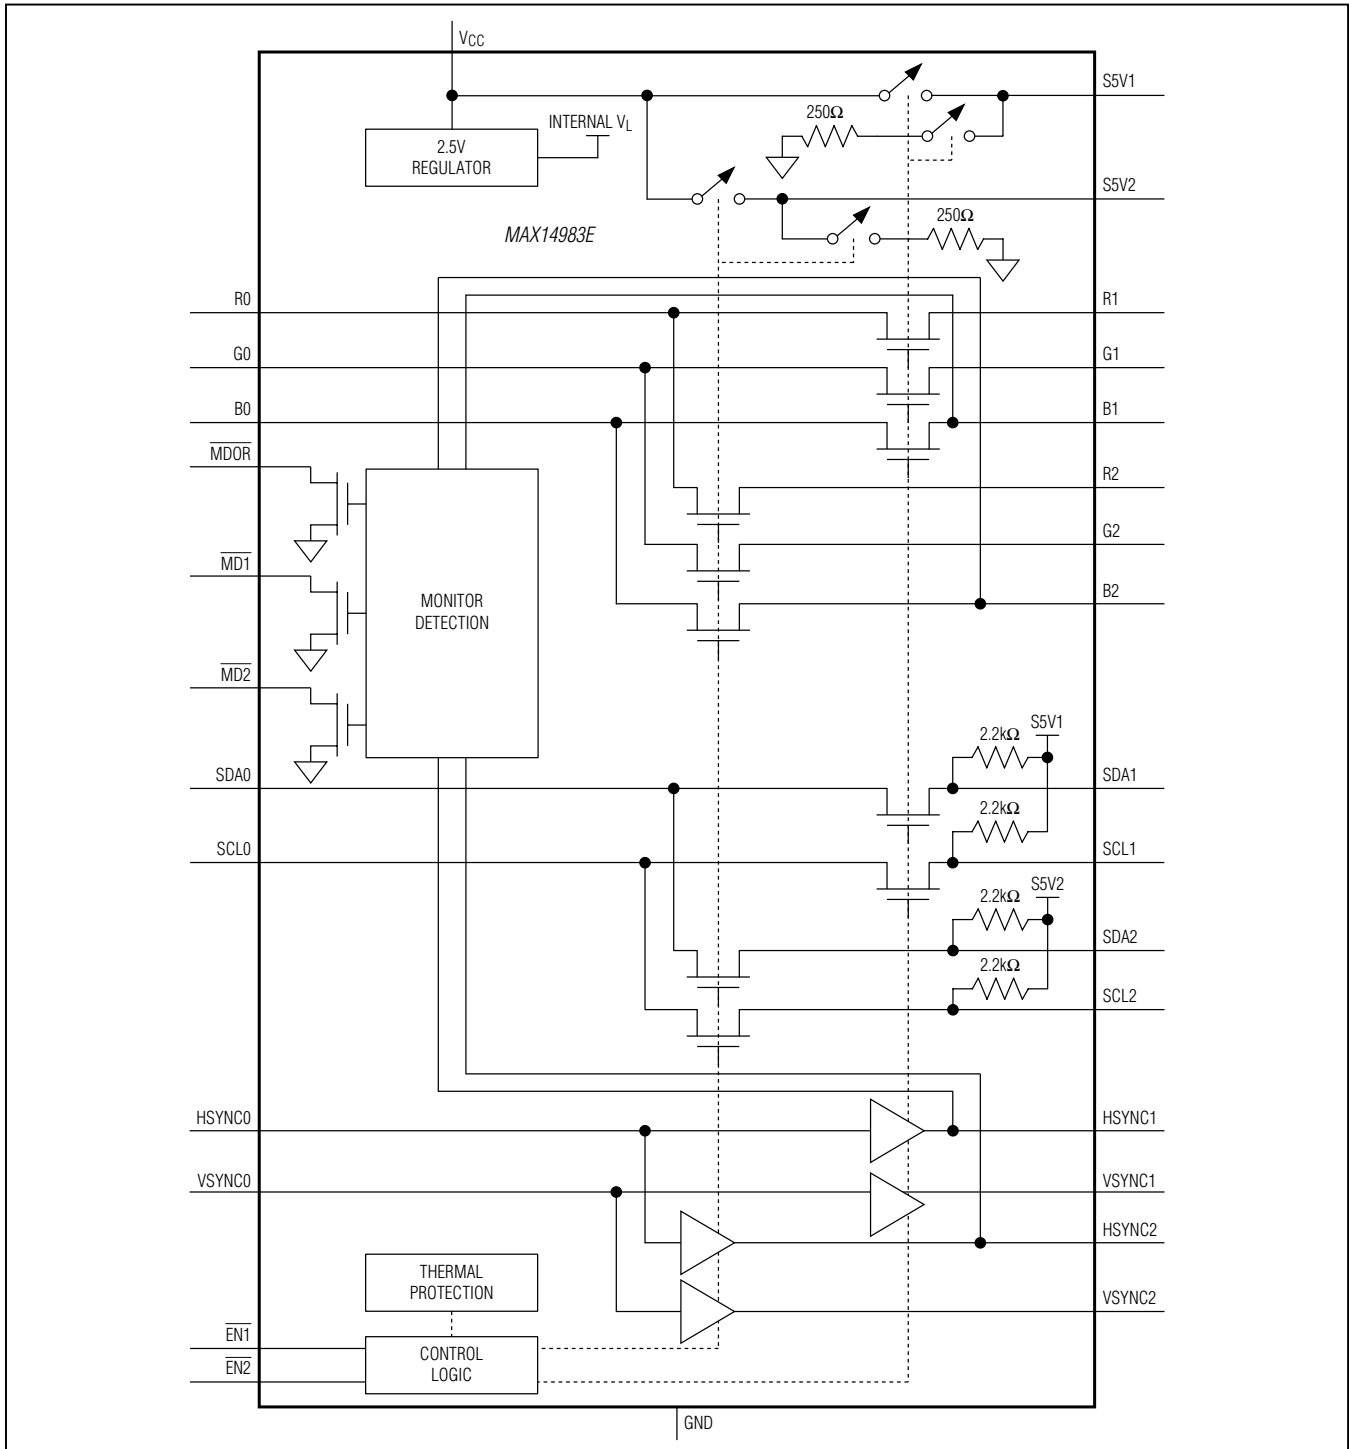 VCC
S5V1
250Ω
INTERNAL VL
2.5V
REGULATOR
S5V2
250Ω
MAX14983E
R0
R1
G0
G1
B0
B1
MDOR
R2
G2
MD1
B2
MONITOR
DETECTION
MD2
S5V1
2.2kΩ
SDA0
SDA1
2.2kΩ
SCL0
SCL1
S5V2
2.2kΩ
SDA2
2.2kΩ
SCL2
HSYNC0
HSYNC1
VSYNC0
VSYNC1
HSYNC2
THERMAL
PROTECTION
VSYNC2
EN1
CONTROL
LOGIC
EN2
GND